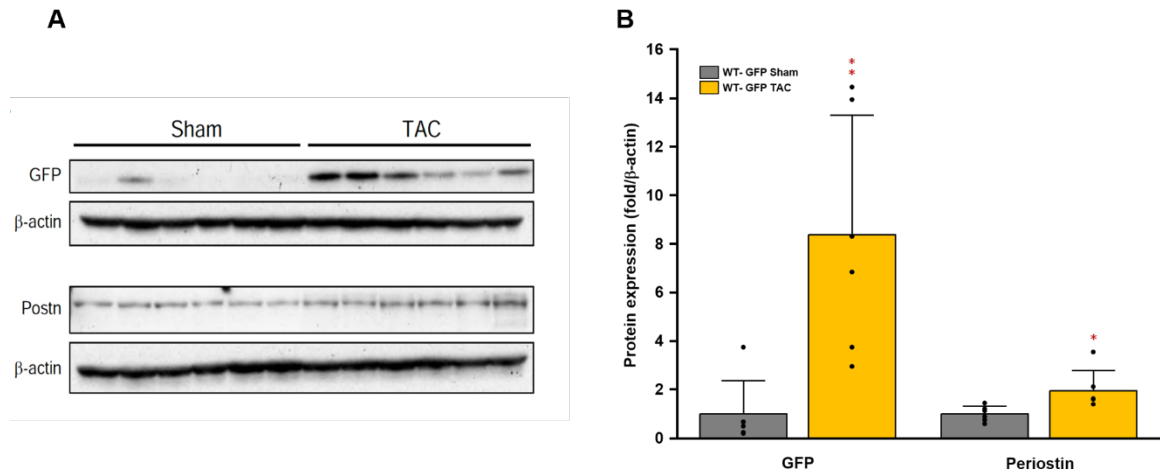 A
Sham TAC
GFP
β-actin
Postn
β-actin
B
16
14
12
10
8
6
4
2
0
Protein expression (fold/β-actin)
WT- GFP Sham
WT- GFP TAC
**
*
GFP Periostin